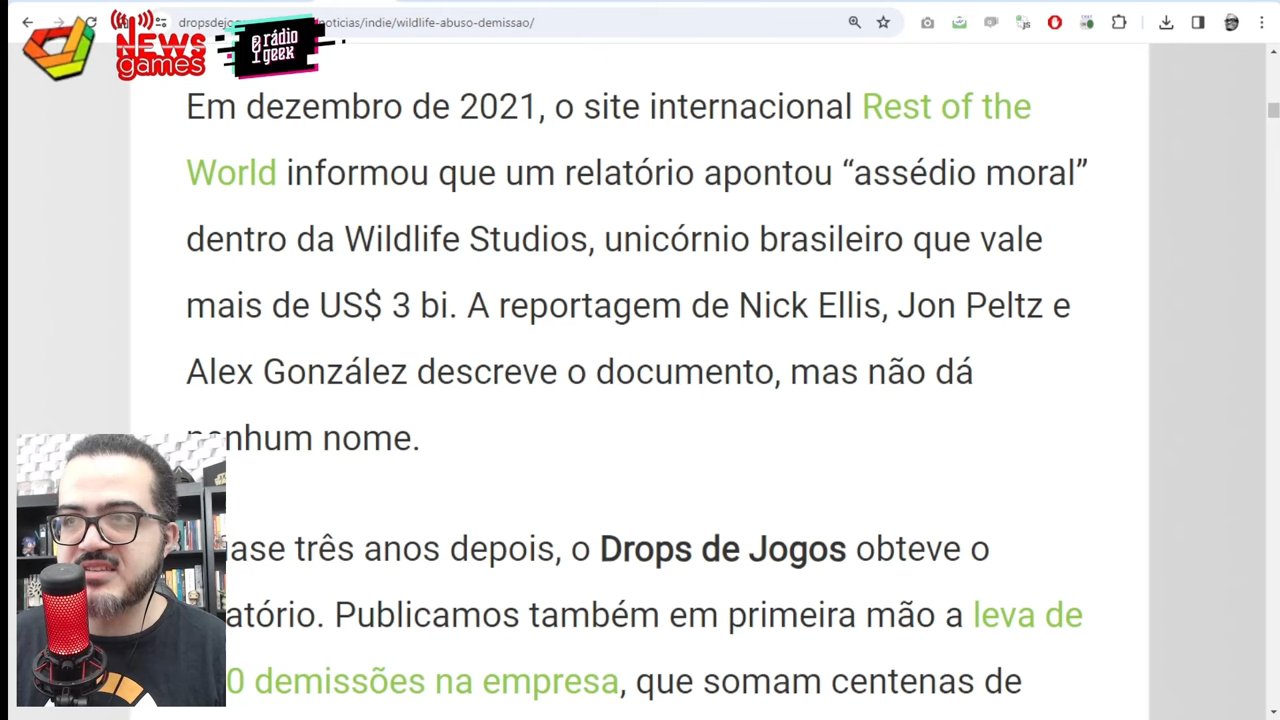 dropsdejo
noticias/indie/wildlife-abuso-demissao/
NEWS
games
rádio
geek
Em dezembro de 2021, o site internacional Rest of the
World informou que um relatório apontou “assédio moral”
dentro da Wildlife Studios, unicórnio brasileiro que vale
mais de US$ 3 bi. A reportagem de Nick Ellis, Jon Peltz e
Alex González descreve o documento, mas não dá
nenhum nome.
ase três anos depois, o Drops de Jogos obteve o
atório. Publicamos também em primeira mão a leva de
0 demissões na empresa, que somam centenas de